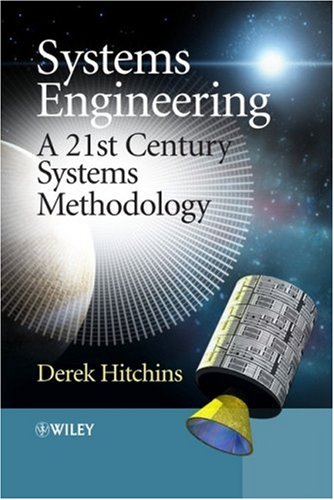 Systems
Engineering
A 21st Century
Systems
Methodology
Derek Hitchins
WILEY